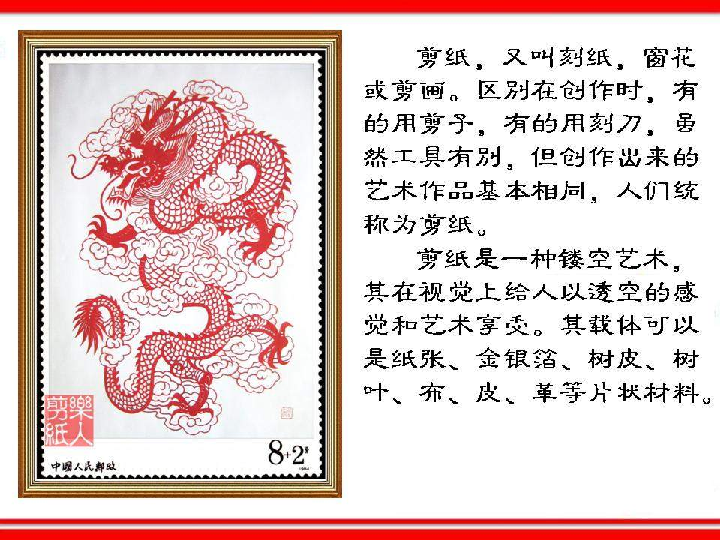 剪纸，又叫刻纸，窗花
或剪画。区别在创作时，有
的用剪子，有的用刻刀，虽
然工具有别，但创作出来的
艺术作品基本相同，人们统
称为剪纸。
剪纸是一种镂空艺术，
其在视觉上给人以透空的感
觉和艺术享受。其载体可以
是纸张、金银箔、树皮、树
叶、布、皮、革等片状材料。
樂人
剪紙
8+2
中国人民邮政